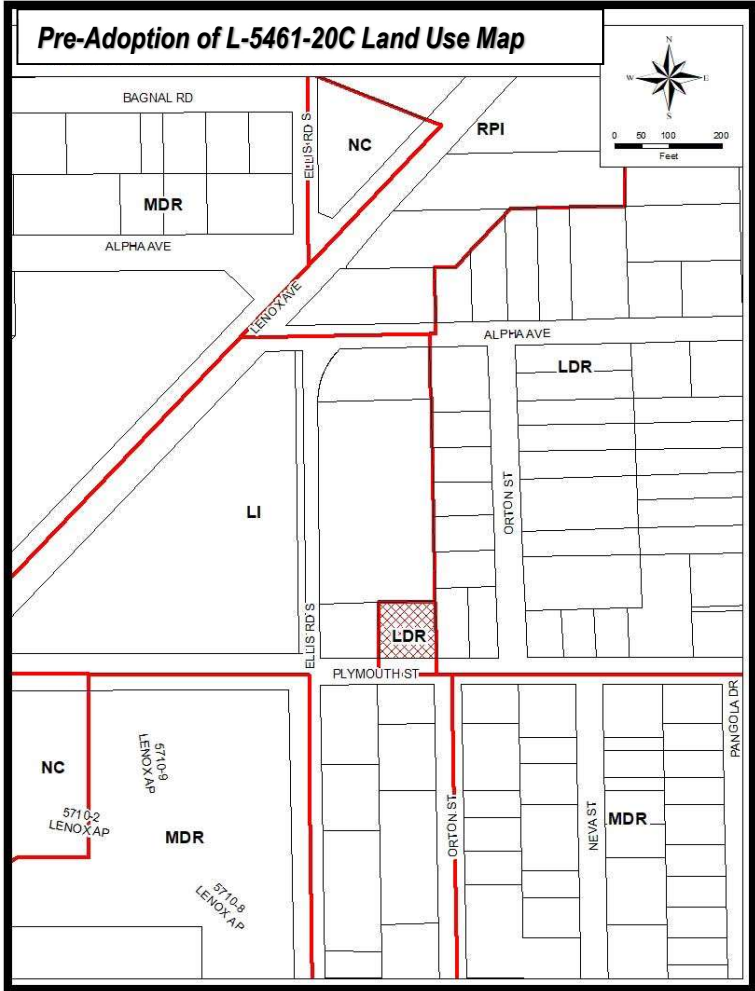 Pre-Adoption of L-5461-20C Land Use Map
N
W E
S
0 50 100 200
Feet
BAGNAL RD
ELLIS RD S
NC
RPI
MDR
ALPHA AVE
LENOX AVE
ALPHA AVE
LDR
ORTON ST
LI
ELLIS RD S
LDR
PLYMOUTH ST
PANGOLA DR
NC
5710-9
LENOX AP
5710-2
LENOX AP
MDR
5710-8
LENOX AP
ORTON ST
NEVA ST
MDR